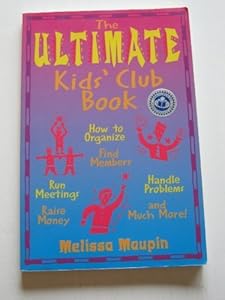 The
ULTIMATE
Kids' Club
Book
How to
Organize
Find
Members
Run
Meetings
Handle
Problems
Raise
Money
and
Much More!
Melissa Maupin